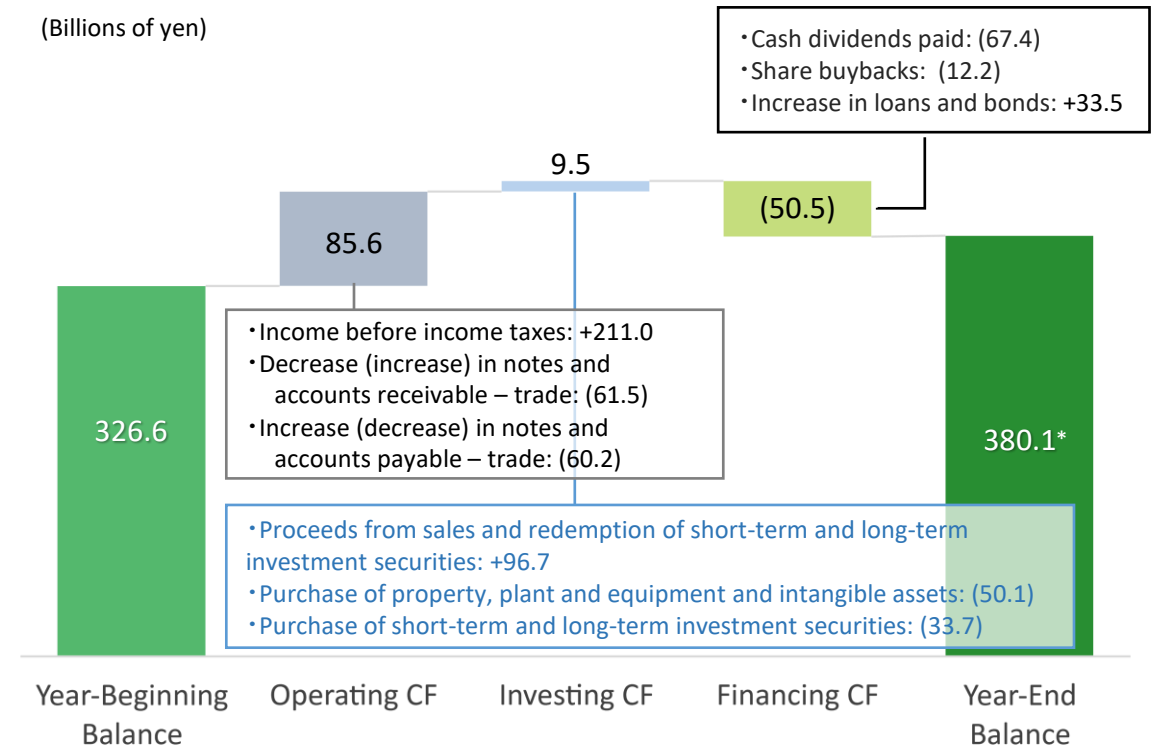 (Billions of yen)
・Cash dividends paid: (67.4)
・Share buybacks:  (12.2)
・Increase in loans and bonds: +33.5
9.5
(50.5)
85.6
・Income before income taxes: +211.0
・Decrease (increase) in notes and
accounts receivable – trade: (61.5)
・Increase (decrease) in notes and
accounts payable – trade: (60.2)
326.6
380.1*
・Proceeds from sales and redemption of short-term and long-term
investment securities: +96.7
・Purchase of property, plant and equipment and intangible assets: (50.1)
・Purchase of short-term and long-term investment securities: (33.7)
Year-Beginning
Balance
Operating CF
Investing CF
Financing CF
Year-End
Balance